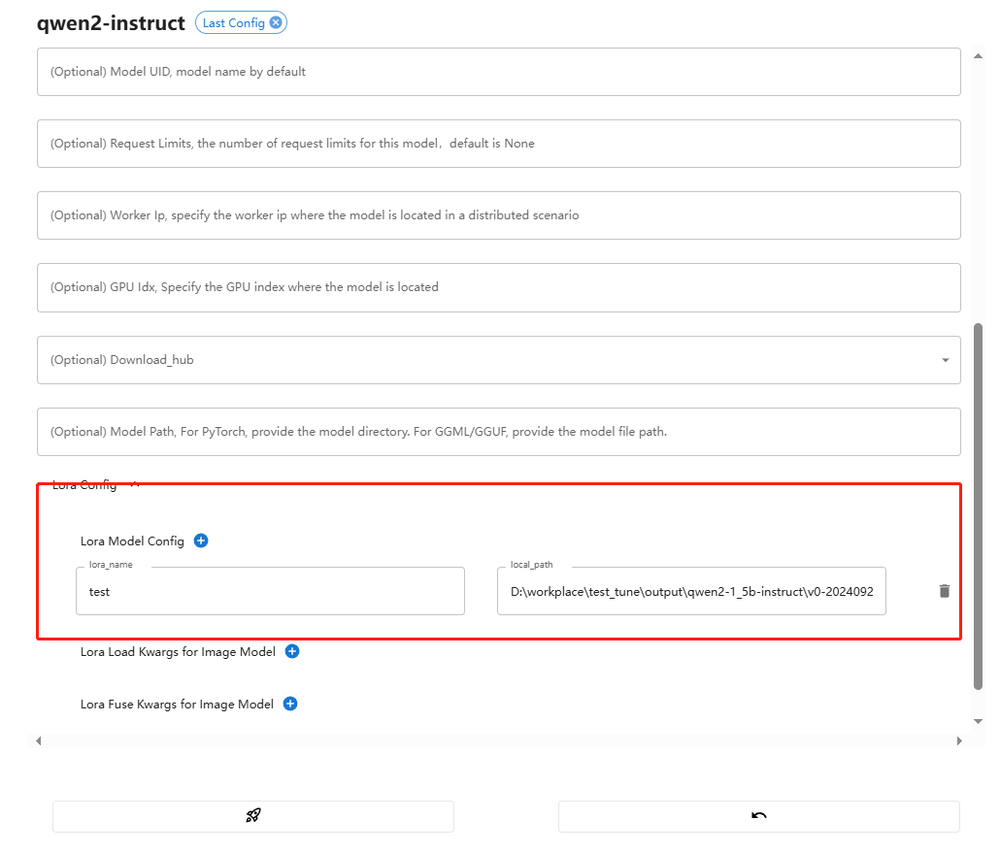 qwen2-instruct Last Config
(Optional) Model UID, model name by default
(Optional) Request Limits, the number of request limits for this model，default is None
(Optional) Worker Ip, specify the worker ip where the model is located in a distributed scenario
(Optional) GPU Idx, Specify the GPU index where the model is located
(Optional) Download_hub
(Optional) Model Path, For PyTorch, provide the model directory. For GGML/GGUF, provide the model file path.
Lora Config
Lora Model Config
lora_name local_path
test D:\workplace\test_tune\output\qwen2-1_5b-instruct\v0-2024092
Lora Load Kwargs for Image Model
Lora Fuse Kwargs for Image Model